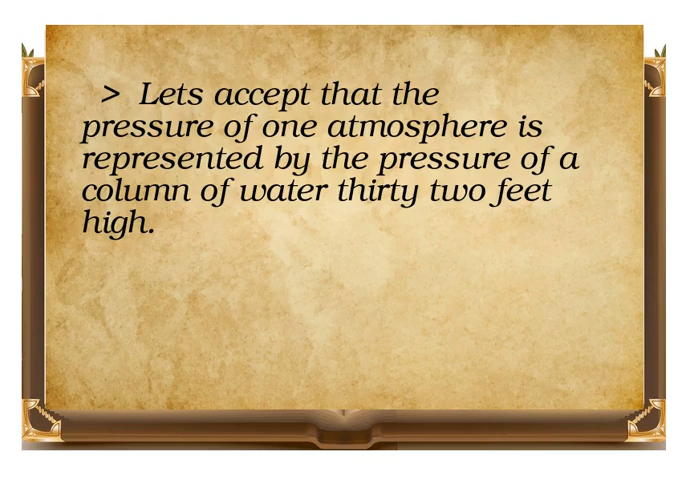 > Lets accept that the
pressure of one atmosphere is
represented by the pressure of a
column of water thirty two feet
high.